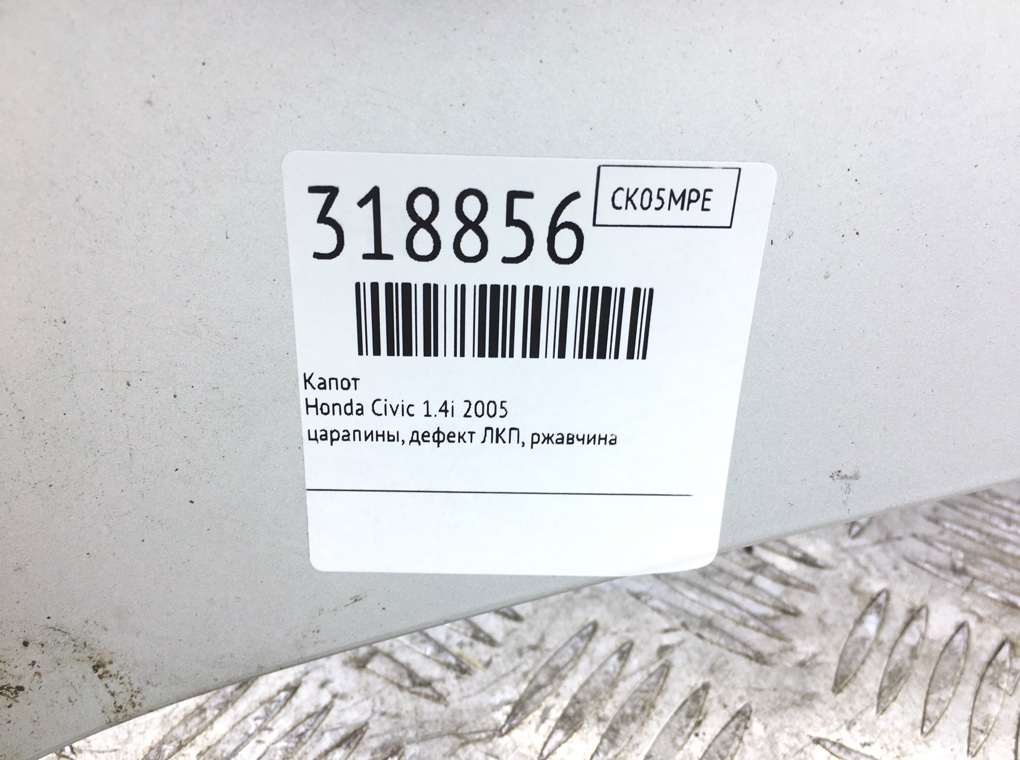 318856
CK05MPE
Капот
Honda Civic 1.4i 2005
царапины, дефект ЛКП, ржавчина